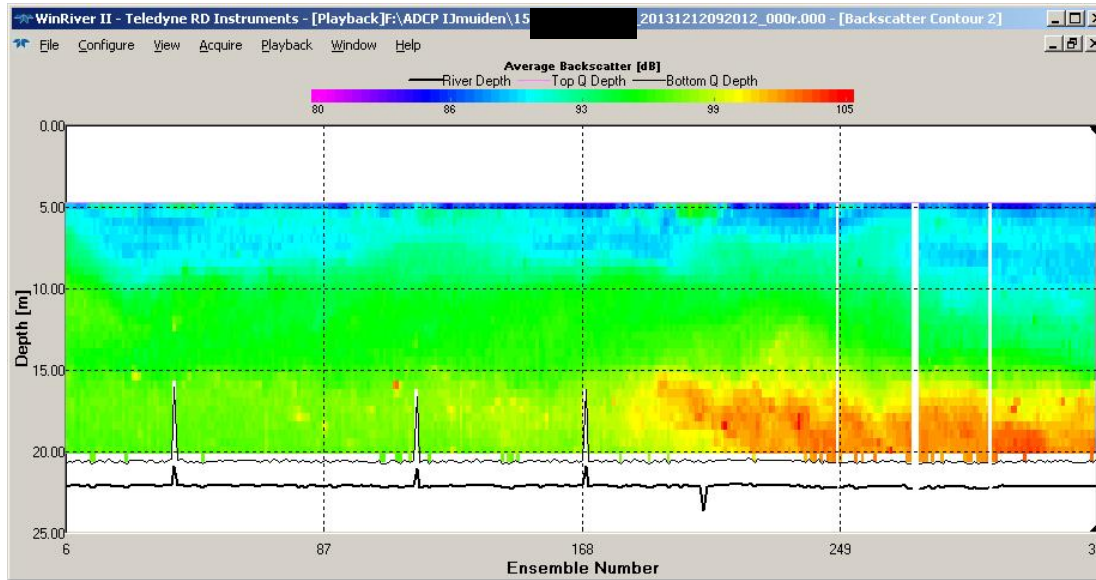 WinRiver II - Teledyne RD Instruments - [Playback]F:\ADCP IJmuiden\15 _20131212092012_000r.000 - [Backscatter Contour 2]
File Configure View Acquire Playback Window Help
Average Backscatter [dB]
River Depth Top Q Depth Bottom Q Depth
80 86 93 99 105
0.00
5.00
10.00
15.00
20.00
25.00
Depth [m]
6 87 168 249
Ensemble Number